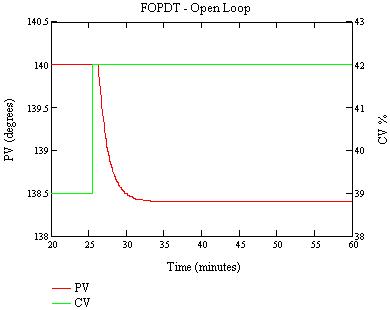 FOPDT - Open Loop
140.5
140
139.5
139
138.5
138
PV (degrees)
43
42
41
40
39
38
CV %
20 25 30 35 40 45 50 55 60
Time (minutes)
PV
CV